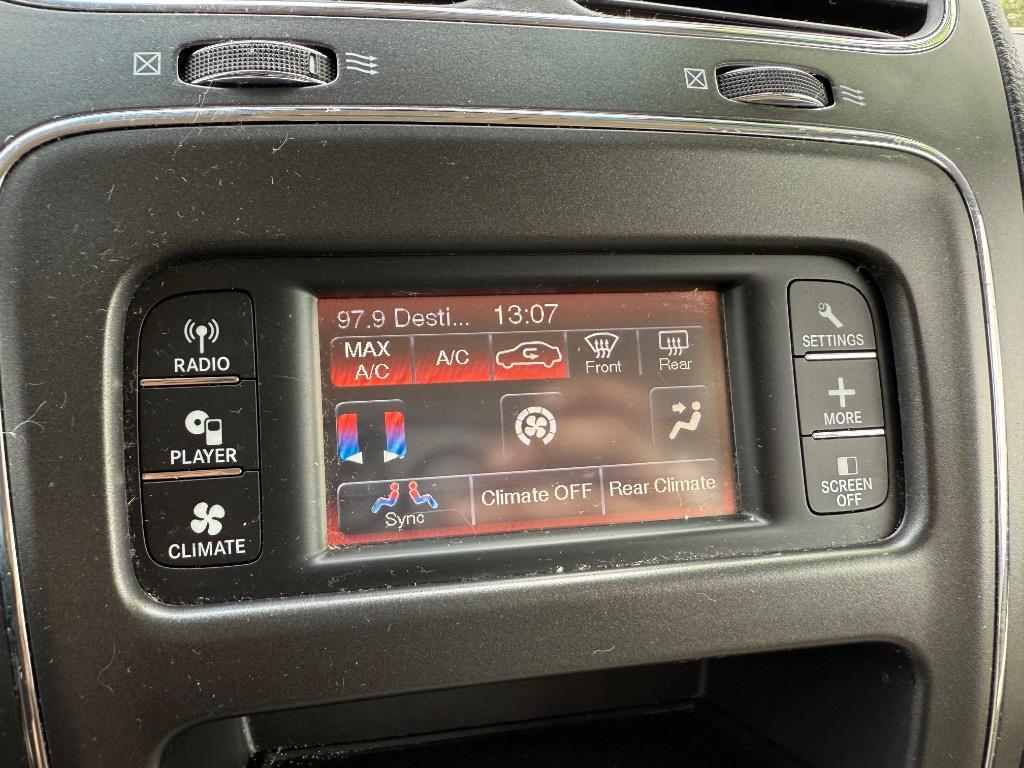 RADIO
PLAYER
CLIMATE
97.9 Desti... 13:07
MAX
A/C
A/C
Front
Rear
Sync
Climate OFF
Rear Climate
SETTINGS
MORE
SCREEN
OFF